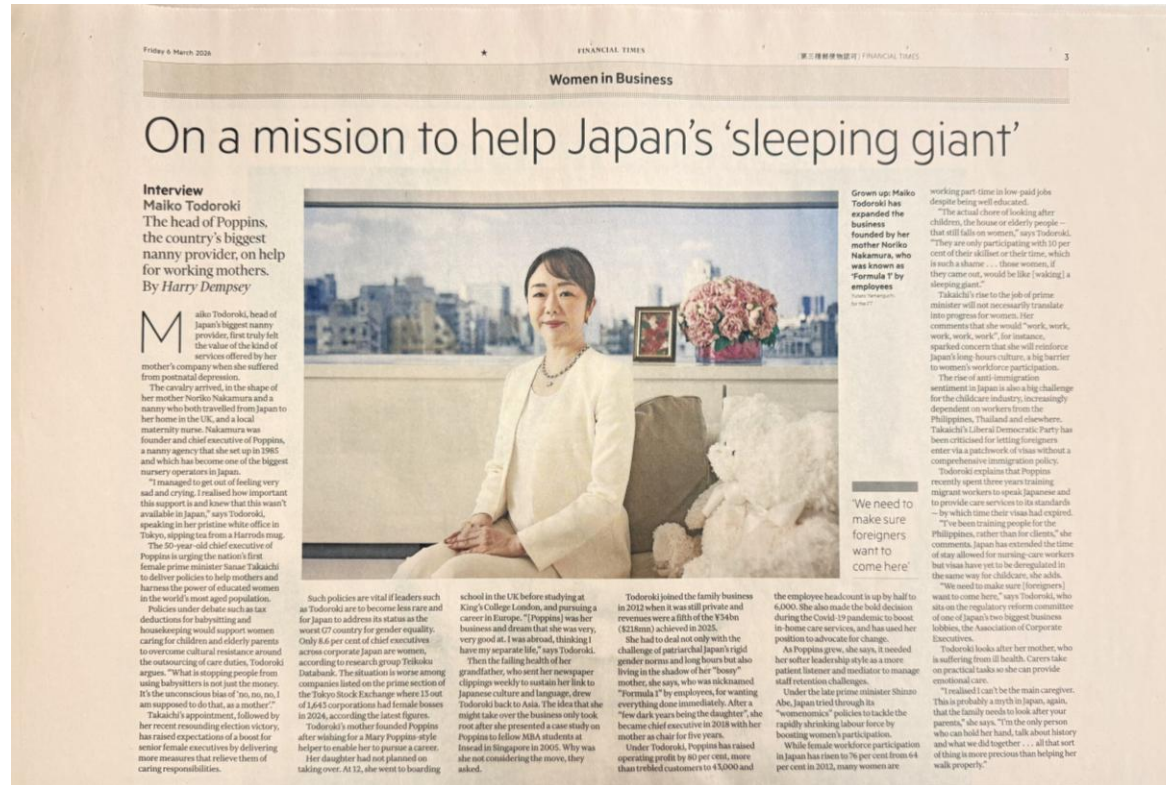 Friday 6 March 2026
★
FINANCIAL TIMES
第三種郵便物認可 | FINANCIAL TIMES
3
Women in Business
On a mission to help Japan's 'sleeping giant'
Interview
Maiko Todoroki
The head of Poppins,
the country's biggest
nanny provider, on help
for working mothers.
By Harry Dempsey
Maiko Todoroki, head of
Japan's biggest nanny
provider, first truly felt
the value of the kind of
services offered by her
mother's company when she suffered
from postnatal depression.
The cavalry arrived, in the shape of
her mother Noriko Nakamura and a
nanny who both travelled from Japan to
her home in the UK, and a local
maternity nurse. Nakamura was
founder and chief executive of Poppins,
a nanny agency that she set up in 1985
and which has become one of the biggest
nursery operators in Japan.
"I managed to get out of feeling very
sad and crying. I realised how important
this support is and knew that this wasn't
available in Japan," says Todoroki,
speaking in her pristine white office in
Tokyo, sipping tea from a Harrods mug.
The 50-year-old chief executive of
Poppins is urging the nation's first
female prime minister Sanae Takaichi
to deliver policies to help mothers and
harness the power of educated women
in the world's most aged population.
Policies under debate such as tax
deductions for babysitting and
housekeeping would support women
caring for children and elderly parents
to overcome cultural resistance around
the outsourcing of care duties, Todoroki
argues. "What is stopping people from
using babysitters is not just the money.
It's the unconscious bias of 'no, no, no, I
am supposed to do that, as a mother'."
Takaichi's appointment, followed by
her recent resounding election victory,
has raised expectations of a boost for
senior female executives by delivering
more measures that relieve them of
caring responsibilities.
Such policies are vital if leaders such
as Todoroki are to become less rare and
for Japan to address its status as the
worst G7 country for gender equality.
Only 8.6 per cent of chief executives
across corporate Japan are women,
according to research group Teikoku
Databank. The situation is worse among
companies listed on the prime section of
the Tokyo Stock Exchange where 13 out
of 1,643 corporations had female bosses
in 2024, according the latest figures.
Todoroki's mother founded Poppins
after wishing for a Mary Poppins-style
helper to enable her to pursue a career.
Her daughter had not planned on
taking over. At 12, she went to boarding
school in the UK before studying at
King's College London, and pursuing a
career in Europe. "[Poppins] was her
business and dream that she was very,
very good at. I was abroad, thinking I
have my separate life," says Todoroki.
Then the failing health of her
grandfather, who sent her newspaper
clippings weekly to sustain her link to
Japanese culture and language, drew
Todoroki back to Asia. The idea that she
might take over the business only took
root after she presented a case study on
Poppins to fellow MBA students at
Insead in Singapore in 2005. Why was
she not considering the move, they
asked.
Todoroki joined the family business
in 2012 when it was still private and
revenues were a fifth of the ¥34bn
($218mn) achieved in 2025.
She had to deal not only with the
challenge of patriarchal Japan's rigid
gender norms and long hours but also
living in the shadow of her "bossy"
mother, she says, who was nicknamed
"Formula 1" by employees, for wanting
everything done immediately. After a
"few dark years being the daughter", she
became chief executive in 2018 with her
mother as chair for five years.
Under Todoroki, Poppins has raised
operating profit by 80 per cent, more
than trebled customers to 43,000 and
the employee headcount is up by half to
6,000. She also made the bold decision
during the Covid-19 pandemic to boost
in-home care services, and has used her
position to advocate for change.
As Poppins grew, she says, it needed
her softer leadership style as a more
patient listener and mediator to manage
staff retention challenges.
Under the late prime minister Shinzo
Abe, Japan tried through its
"womenomics" policies to tackle the
rapidly shrinking labour force by
boosting women's participation.
While female workforce participation
in Japan has risen to 76 per cent from 64
per cent in 2013, many women are
Grown up: Maiko
Todoroki has
expanded the
business
founded by her
mother Noriko
Nakamura, who
was known as
'Formula 1' by
employees
for the FT
'We need to
make sure
foreigners
want to
come here'
working part-time in low-paid jobs
despite being well educated.
"The actual chore of looking after
children, the house or elderly people —
that still falls on women," says Todoroki.
"They are only participating with 10 per
cent of their skillset or their time, which
is such a shame . . . those women, if
they came out, would be like [waking] a
sleeping giant."
Takaichi's rise to the job of prime
minister will not necessarily translate
into progress for women. Her
comments that she would "work, work,
work, work, work", for instance,
sparked concern that she will reinforce
Japan's long-hours culture, a big barrier
to women's workforce participation.
The rise of anti-immigration
sentiment in Japan is also a big challenge
for the childcare industry, increasingly
dependent on workers from the
Philippines, Thailand and elsewhere.
Takaichi's Liberal Democratic Party has
been criticised for letting foreigners
enter via a patchwork of visas without a
comprehensive immigration policy.
Todoroki explains that Poppins
recently spent three years training
migrant workers to speak Japanese and
to provide care services to its standards
— by which time their visas had expired.
"I've been training people for the
Philippines, rather than for clients," she
comments. Japan has extended the time
of stay allowed for nursing-care workers
but visas have yet to be deregulated in
the same way for childcare, she adds.
"We need to make sure [foreigners]
want to come here," says Todoroki, who
sits on the regulatory reform committee
of one of Japan's two biggest business
lobbies, the Association of Corporate
Executives.
Todoroki looks after her mother, who
is suffering from ill health. Carers take
on practical tasks so she can provide
emotional care.
"I realised I can't be the main caregiver.
This is probably a myth in Japan, again,
that the family needs to look after your
parents," she says. "I'm the only person
who can hold her hand, talk about history
and what we did together . . . all that sort
of thing is more precious than helping her
walk properly."